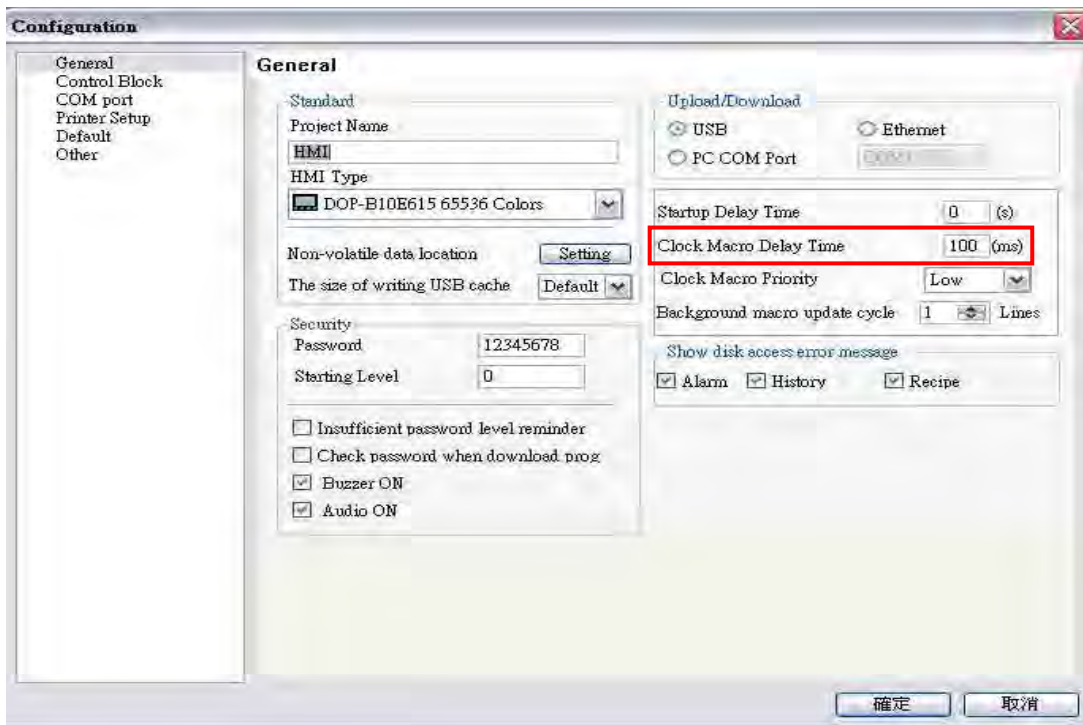 Configuration
General
Control Block
COM port
Printer Setup
Default
Other
General
Standard
Project Name
HMI
HMI Type
DOP-B10E615 65536 Colors
Non-volatile data location Setting
The size of writing USB cache Default
Security
Password 12345678
Starting Level 0
Insufficient password level reminder
Check password when download prog
Buzzer ON
Audio ON
Upload/Download
USB Ethernet
PC COM Port COM1
Startup Delay Time 0 (s)
Clock Macro Delay Time 100 (ms)
Clock Macro Priority Low
Background macro update cycle 1 Lines
Show disk access error message
Alarm History Recipe
確定 取消